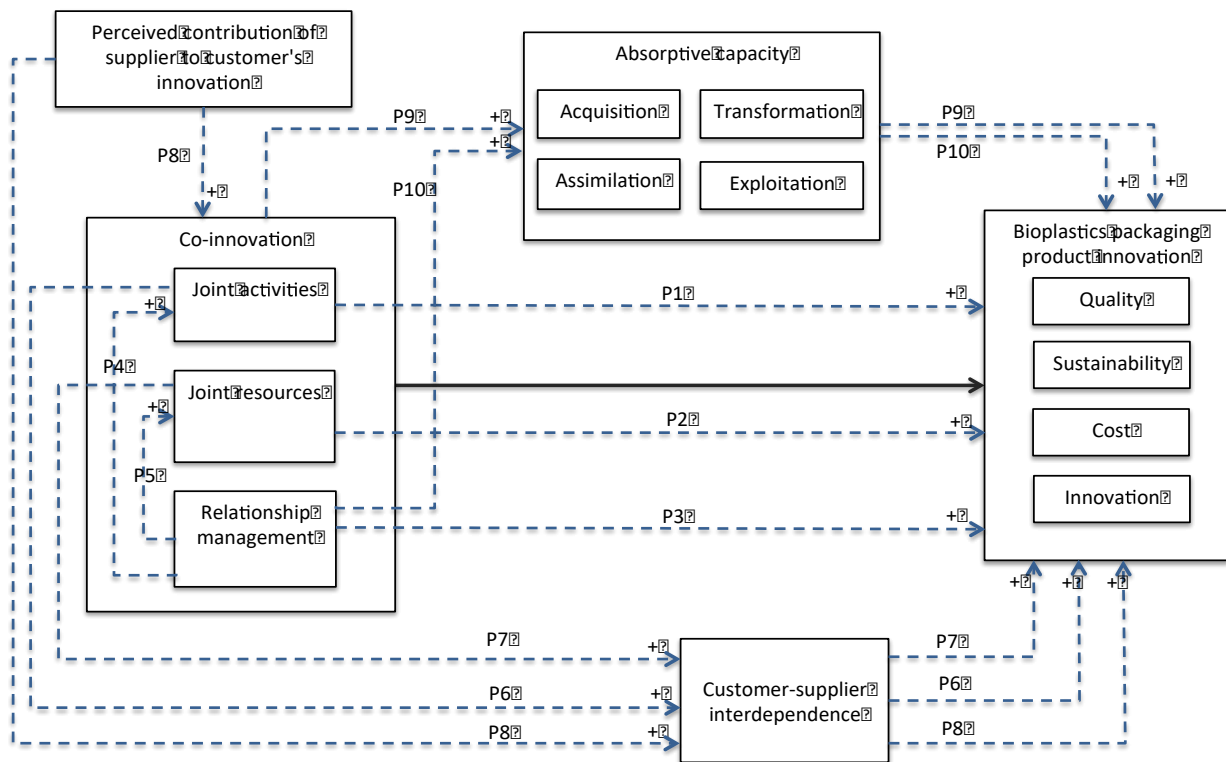 Perceived contribution of
supplier to customer's
innovation
P8
+
Absorptive capacity
Acquisition
Transformation
Assimilation
Exploitation
P9
+
+
P10
P9
P10
+
+
Co-innovation
Joint activities
+
P4
Joint resources
+
P5
Relationship
management
P1
+
P2
+
P3
+
Bioplastics packaging
product innovation
Quality
Sustainability
Cost
Innovation
+
+
+
P7
+
P6
+
P8
+
Customer-supplier
interdependence
P7
P6
P8